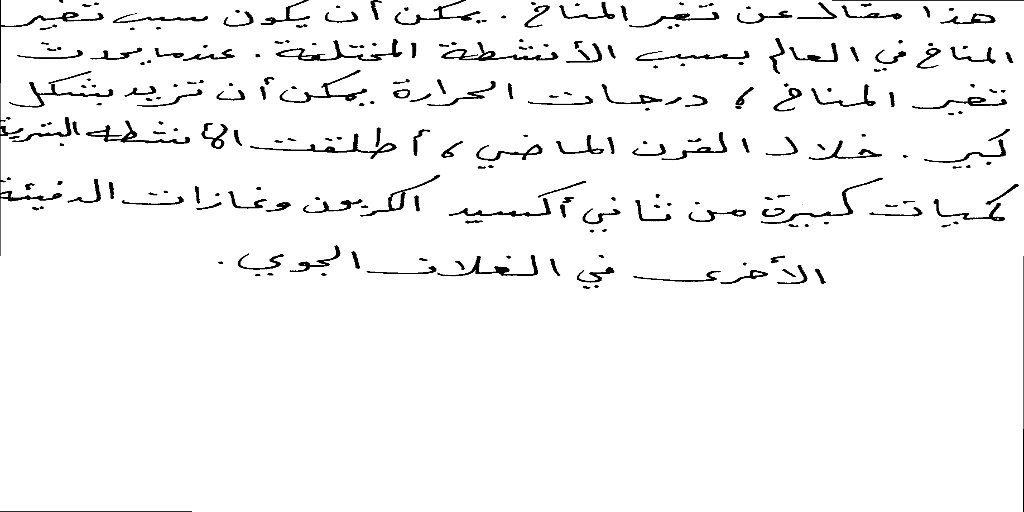 هذا مقال عن تغير المناخ. يمكن أن يكون سبب تغير
المناخ في العالم بسبب الأنشطة المختلفة. عندما يحدث
تغير المناخ، درجات الحرارة يمكن أن تزيد بشكل
كبير. خلال القرن الماضي، أطلقت الأنشطة البشرية
كميات كبيرة من ثاني أكسيد الكربون وغازات الدفيئة
الأخرى في الغلاف الجوي.